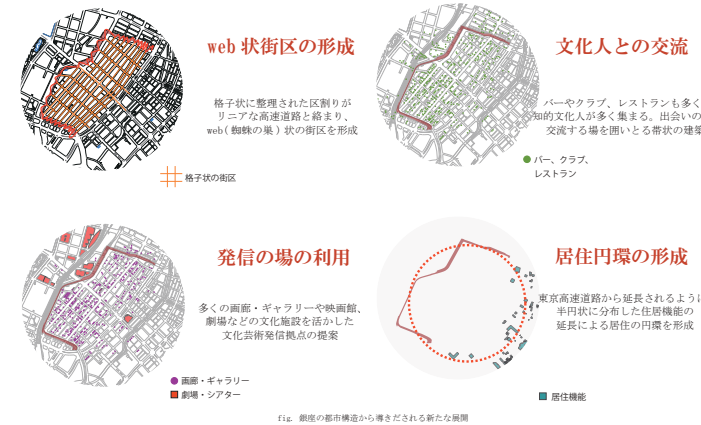 web 状街区の形成
格子状に整理された区割りが
リニアな高速道路と絡まり、
web( 蜘蛛の巣 ) 状の街区を形成
格子状の街区
文化人との交流
バーやクラブ、レストランも多く
知的文化人が多く集まる。出会いの
交流する場を囲いとる帯状の建築
バー、クラブ、
レストラン
発信の場の利用
多くの画廊・ギャラリーや映画館、
劇場などの文化施設を活かした
文化芸術発信拠点の提案
画廊・ギャラリー
劇場・シアター
居住円環の形成
東京高速道路から延長されるように
半円状に分布した住居機能の
延長による居住の円環を形成
居住機能
fig. 銀座の都市構造から導きだされる新たな展開